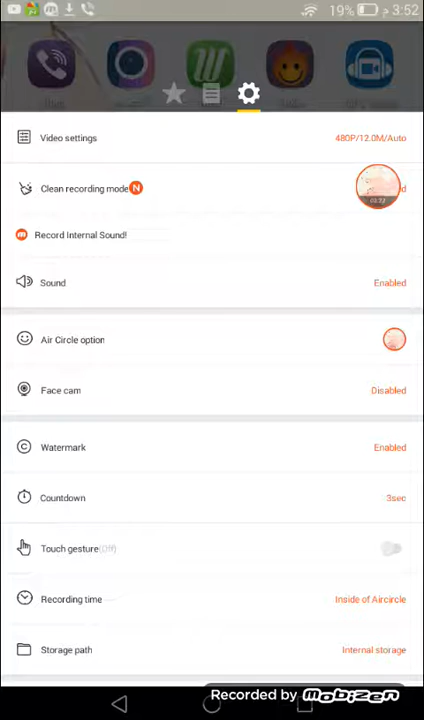 19% 3:52 م
Video settings 480P/12.0M/Auto
Clean recording mode N d
03:22
Record Internal Sound!
Sound Enabled
Air Circle option
Face cam Disabled
Watermark Enabled
Countdown 3sec
Touch gesture(Off)
Recording time Inside of Aircircle
Storage path Internal storage
Recorded by mobizen